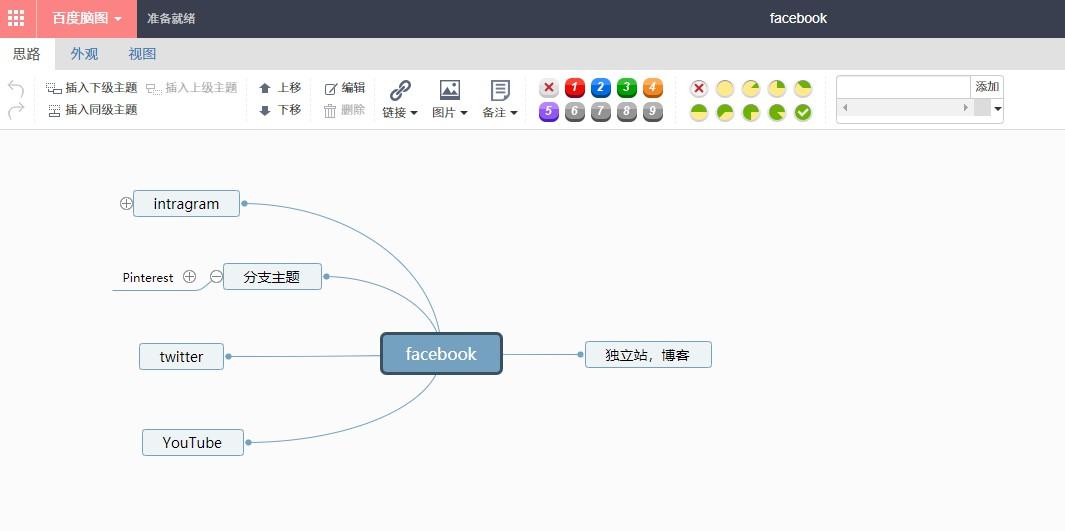 百度脑图 准备就绪 facebook
思路 外观 视图
插入下级主题 插入上级主题 上移 编辑
插入同级主题 下移 删除
链接 图片 备注
1 2 3 4
5 6 7 8 9
添加
intragram
Pinterest 分支主题
twitter facebook 独立站，博客
YouTube